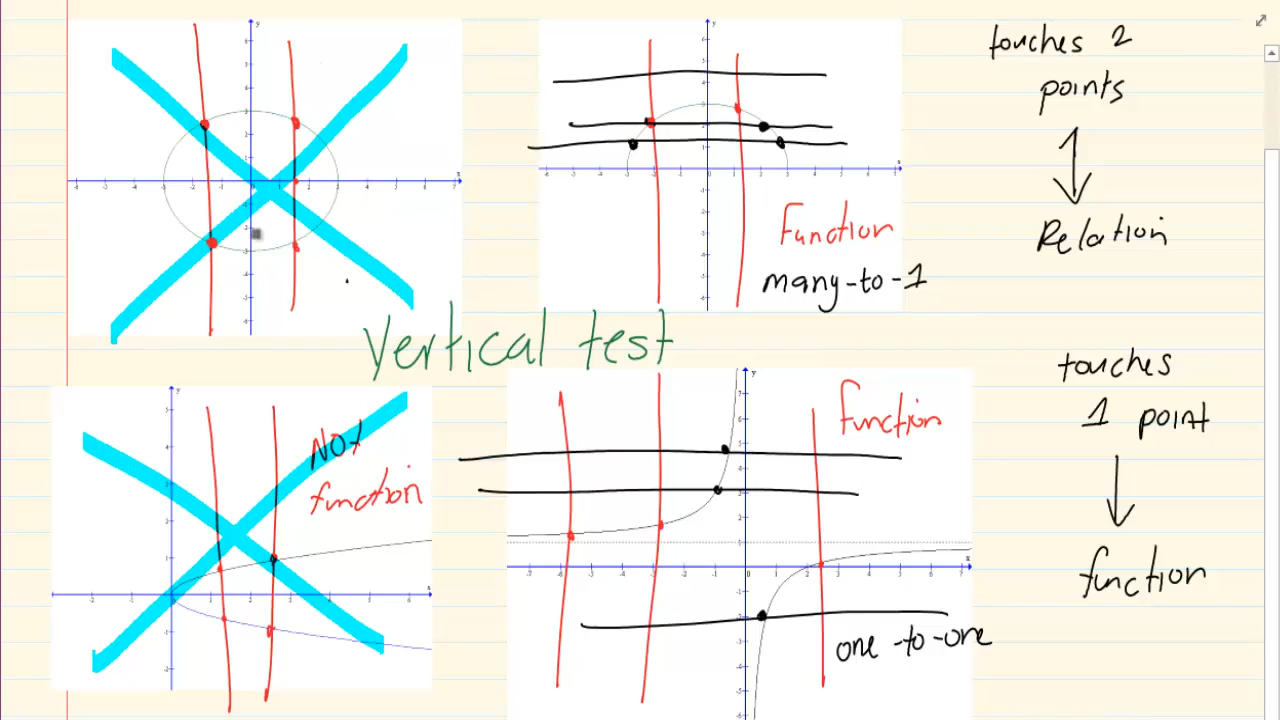 touches 2
points
Relation
Function
many-to-1
Vertical test
NOt
function
function
one-to-one
touches
1 point
function